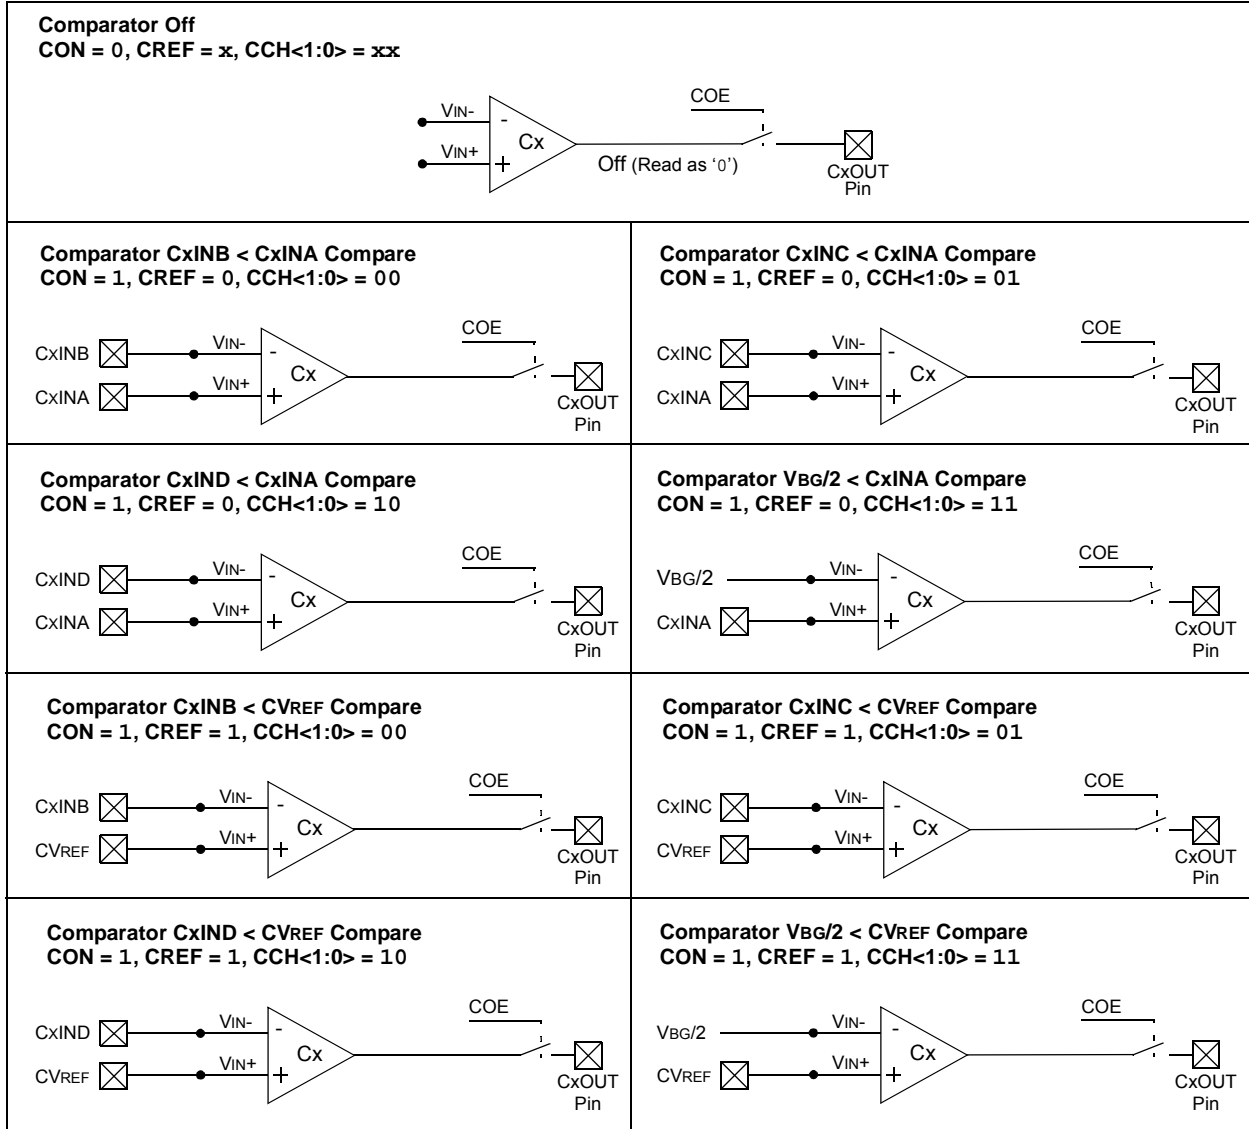 Comparator Off
CON = 0, CREF = x, CCH<1:0> = xx
COE
VIN-
-
Cx
VIN+
+
Off (Read as ‘0’)
CxOUT
Pin
Comparator CxINB < CxINA Compare
CON = 1, CREF = 0, CCH<1:0> = 00
COE
CxINB
VIN-
-
Cx
CxINA
VIN+
+
CxOUT
Pin
Comparator CxINC < CxINA Compare
CON = 1, CREF = 0, CCH<1:0> = 01
COE
CxINC
VIN-
-
Cx
CxINA
VIN+
+
CxOUT
Pin
Comparator CxIND < CxINA Compare
CON = 1, CREF = 0, CCH<1:0> = 10
COE
CxIND
VIN-
-
Cx
CxINA
VIN+
+
CxOUT
Pin
Comparator VBG/2 < CxINA Compare
CON = 1, CREF = 0, CCH<1:0> = 11
COE
VBG/2
VIN-
-
Cx
CxINA
VIN+
+
CxOUT
Pin
Comparator CxINB < CVREF Compare
CON = 1, CREF = 1, CCH<1:0> = 00
COE
CxINB
VIN-
-
Cx
CVREF
VIN+
+
CxOUT
Pin
Comparator CxINC < CVREF Compare
CON = 1, CREF = 1, CCH<1:0> = 01
COE
CxINC
VIN-
-
Cx
CVREF
VIN+
+
CxOUT
Pin
Comparator CxIND < CVREF Compare
CON = 1, CREF = 1, CCH<1:0> = 10
COE
CxIND
VIN-
-
Cx
CVREF
VIN+
+
CxOUT
Pin
Comparator VBG/2 < CVREF Compare
CON = 1, CREF = 1, CCH<1:0> = 11
COE
VBG/2
VIN-
-
Cx
CVREF
VIN+
+
CxOUT
Pin